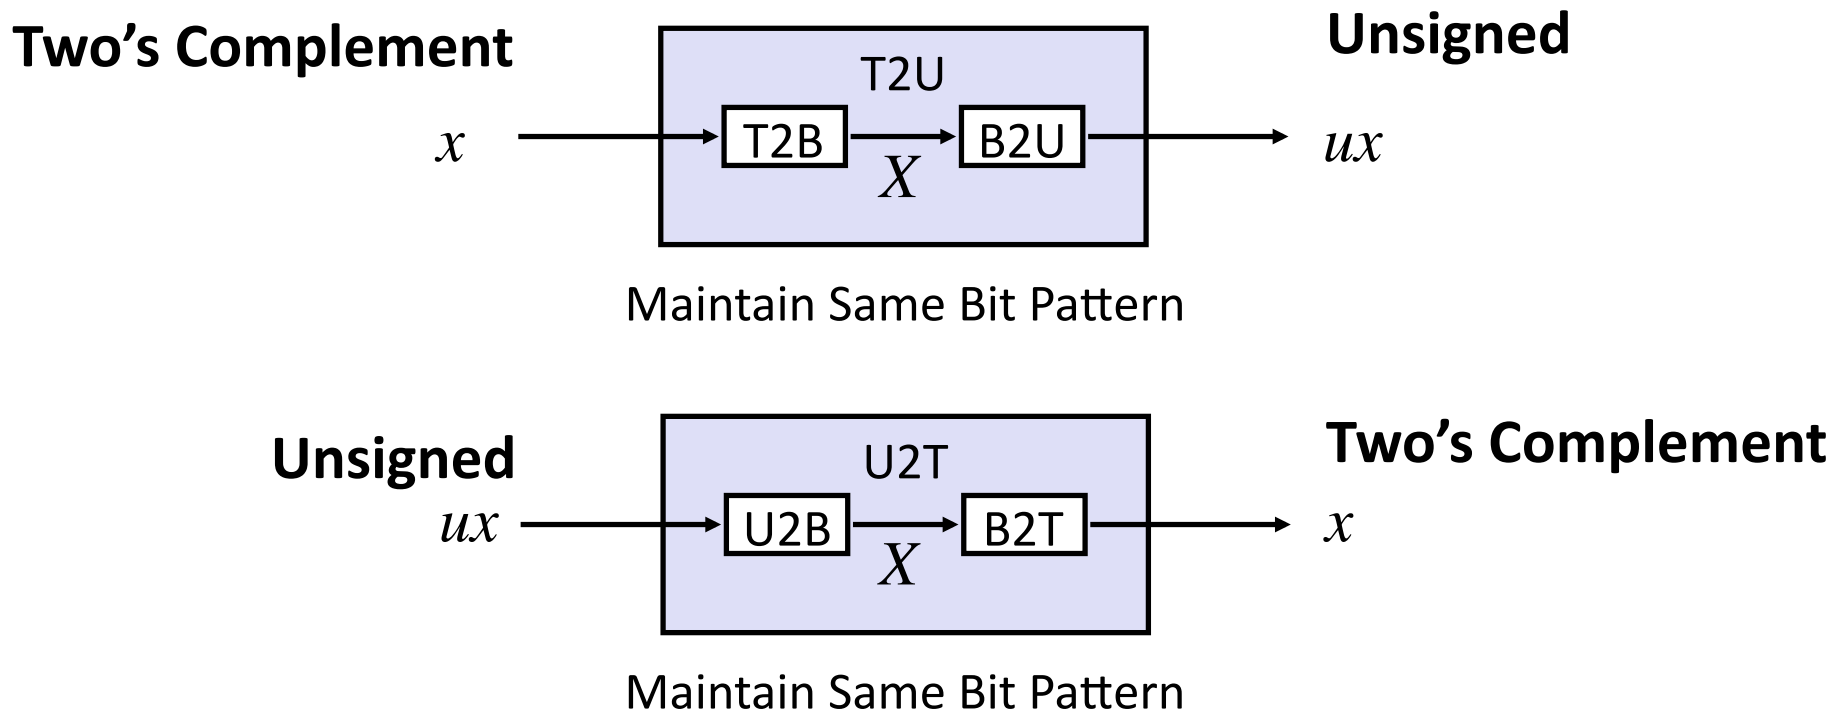 Two’s Complement
Unsigned
T2U
x
T2B
X
B2U
ux
Maintain Same Bit Pattern
Unsigned
Two’s Complement
U2T
ux
U2B
X
B2T
x
Maintain Same Bit Pattern